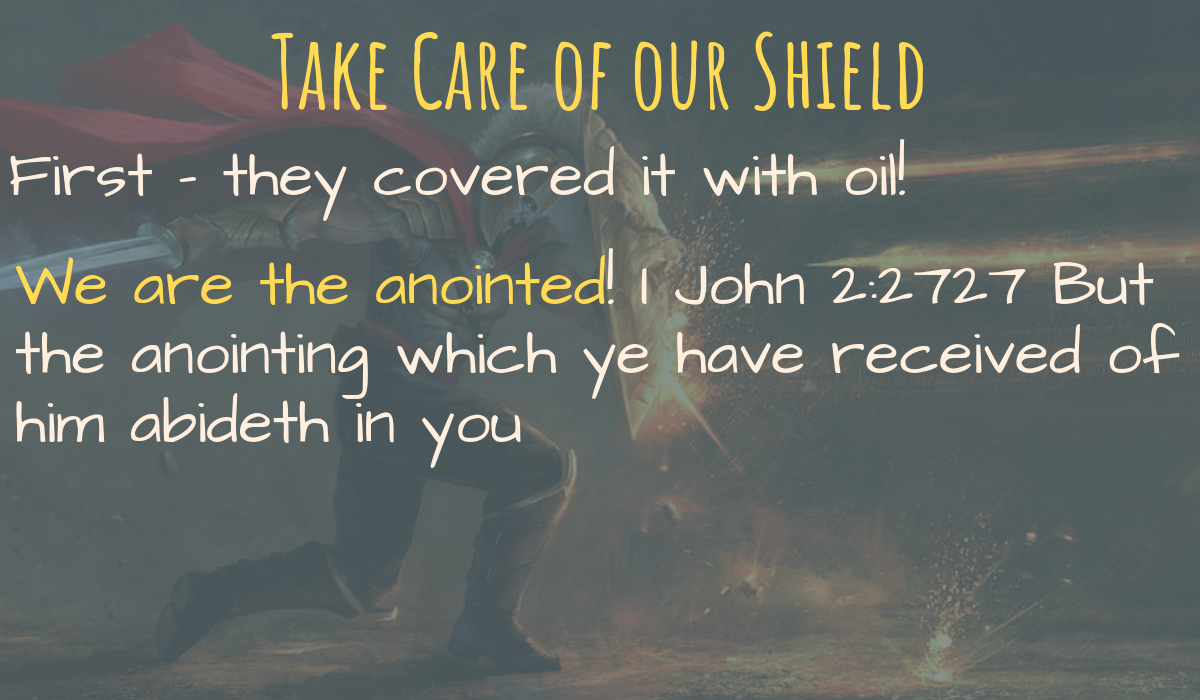 Take Care of our Shield
First - they covered it with oil!
We are the anointed! 1 John 2:2727 But
the anointing which ye have received of
him abideth in you